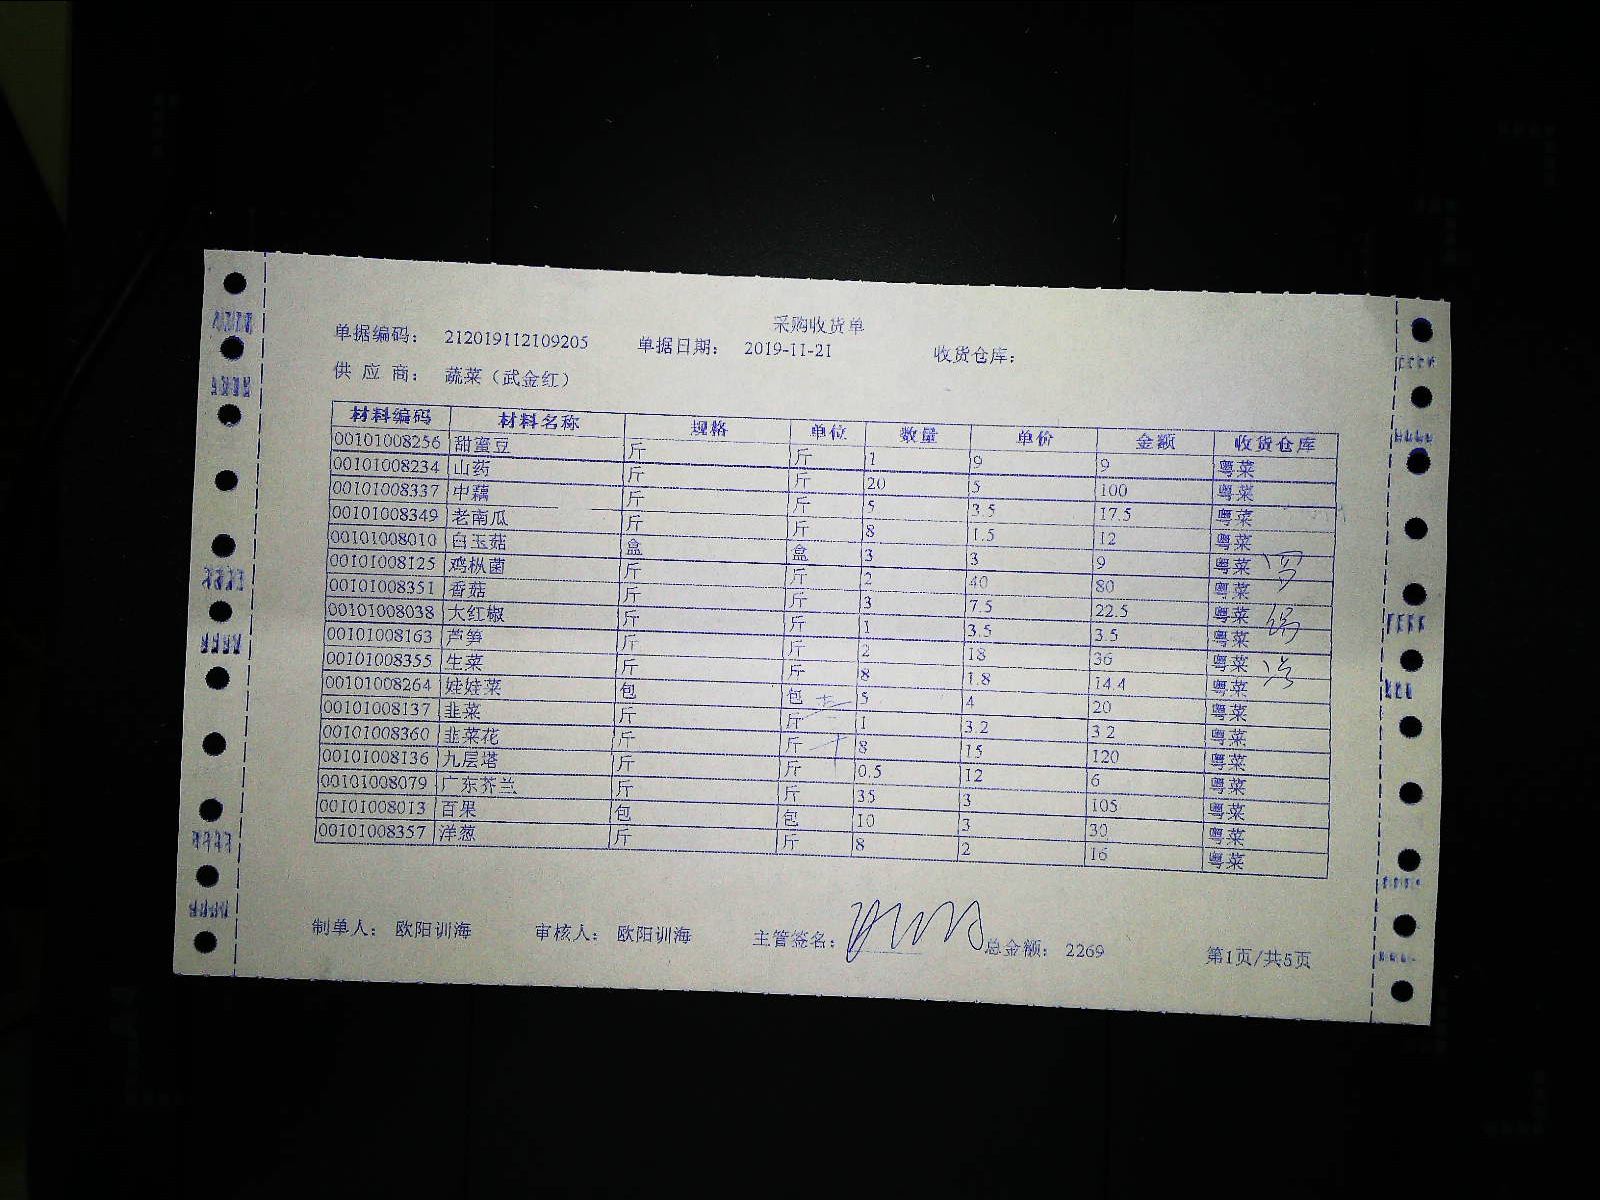 采购收货单
单据编码： 212019112109205 单据日期： 2019-11-21 收货仓库：
供 应 商： 蔬菜（武金红）
材料编码 材料名称 规格 单位 数量 单价 金额 收货仓库
00101008256 甜蜜豆 斤 斤 1 9 9 粤菜
00101008234 山药 斤 斤 20 5 100 粤菜
00101008337 中藕 斤 斤 5 3.5 17.5 粤菜
00101008349 老南瓜 斤 斤 8 1.5 12 粤菜
00101008010 白玉菇 盒 盒 3 3 9 粤菜
00101008125 鸡枞菌 斤 斤 2 40 80 粤菜
00101008351 香菇 斤 斤 3 7.5 22.5 粤菜
00101008038 大红椒 斤 斤 1 3.5 3.5 粤菜
00101008163 芦笋 斤 斤 2 18 36 粤菜
00101008355 生菜 斤 斤 8 1.8 14.4 粤菜
00101008264 娃娃菜 包 包 5 4 20 粤菜
00101008137 韭菜 斤 斤 1 3.2 3.2 粤菜
00101008360 韭菜花 斤 斤 8 15 120 粤菜
00101008136 九层塔 斤 斤 0.5 12 6 粤菜
00101008079 广东芥兰 斤 斤 35 3 105 粤菜
00101008013 百果 包 包 10 3 30 粤菜
00101008357 洋葱 斤 斤 8 2 16 粤菜
制单人： 欧阳训海 审核人： 欧阳训海 主管签名： 总金额： 2269 第1页/共5页